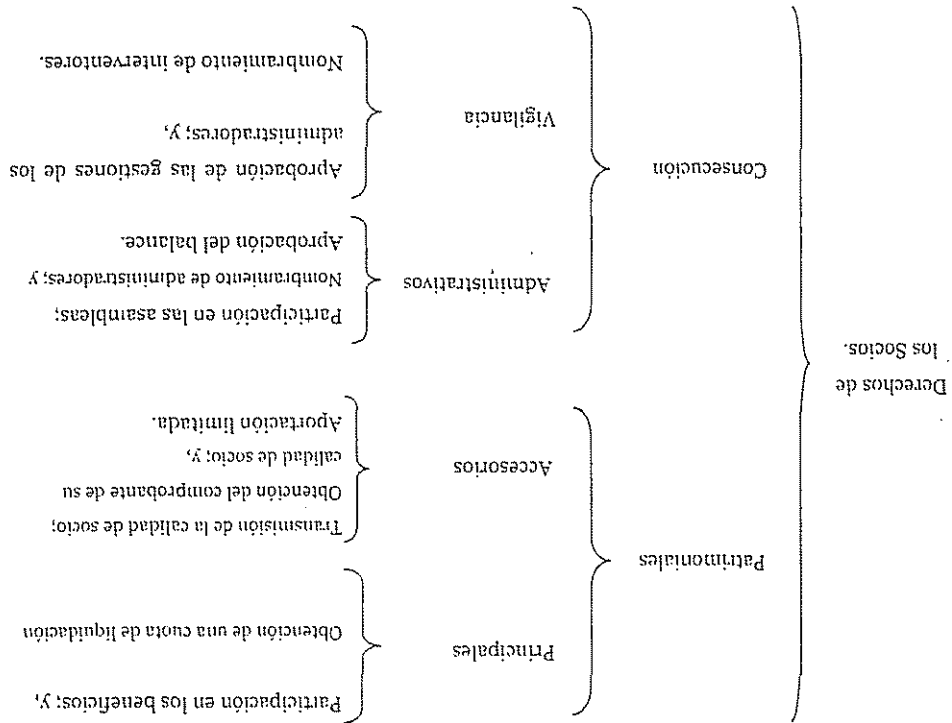 Derechos de
los Socios.
Patrimoniales
Principales
Participación en los beneficios; y,
Obtención de una cuota de liquidación
Accesorios
Transmisión de la calidad de socio;
Obtención del comprobante de su
calidad de socio; y,
Aportación limitada.
Consecución
Administrativos
Participación en las asambleas;
Nombramiento de administradores; y
Aprobación del balance.
Vigilancia
Aprobación de las gestiones de los
administradores; y,
Nombramiento de interventores.